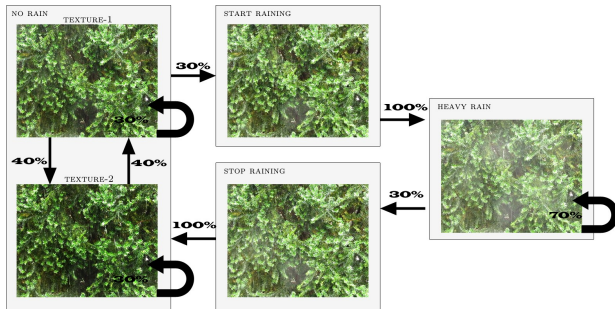 NO RAIN
TEXTURE-1
START RAINING
30%
30%
100%
HEAVY RAIN
40%
40%
TEXTURE-2
STOP RAINING
30%
100%
70%
30%